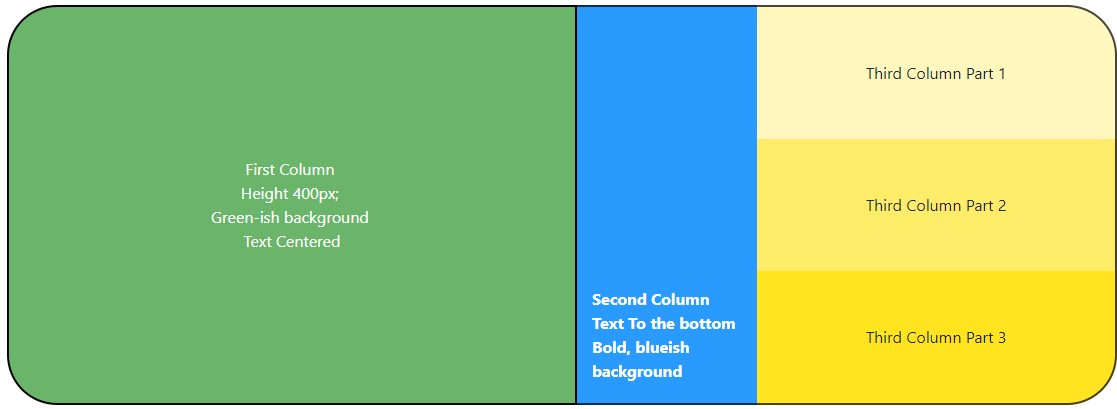 First Column
Height 400px;
Green-ish background
Text Centered
Second Column
Text To the bottom
Bold, blueish
background
Third Column Part 1
Third Column Part 2
Third Column Part 3